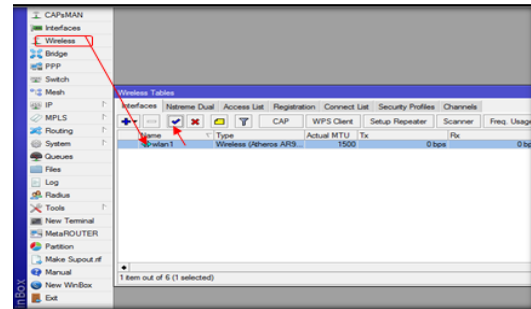 CAPsMAN
Interfaces
Wireless
Bridge
PPP
Switch
Mesh
IP
MPLS
Routing
System
Queues
Files
Log
Radius
Tools
New Terminal
MetaROUTER
Partition
Make Supout.rif
Manual
New WinBox
Exit
InBox
Wireless Tables
Interfaces Nstreme Dual Access List Registration Connect List Security Profiles Channels
CAP WPS Client Setup Repeater Scanner Freq. Usage
Name Type Actual MTU Tx Rx
wlan1 Wireless (Atheros AR9... 1500 0 bps 0 bp
1 item out of 6 (1 selected)